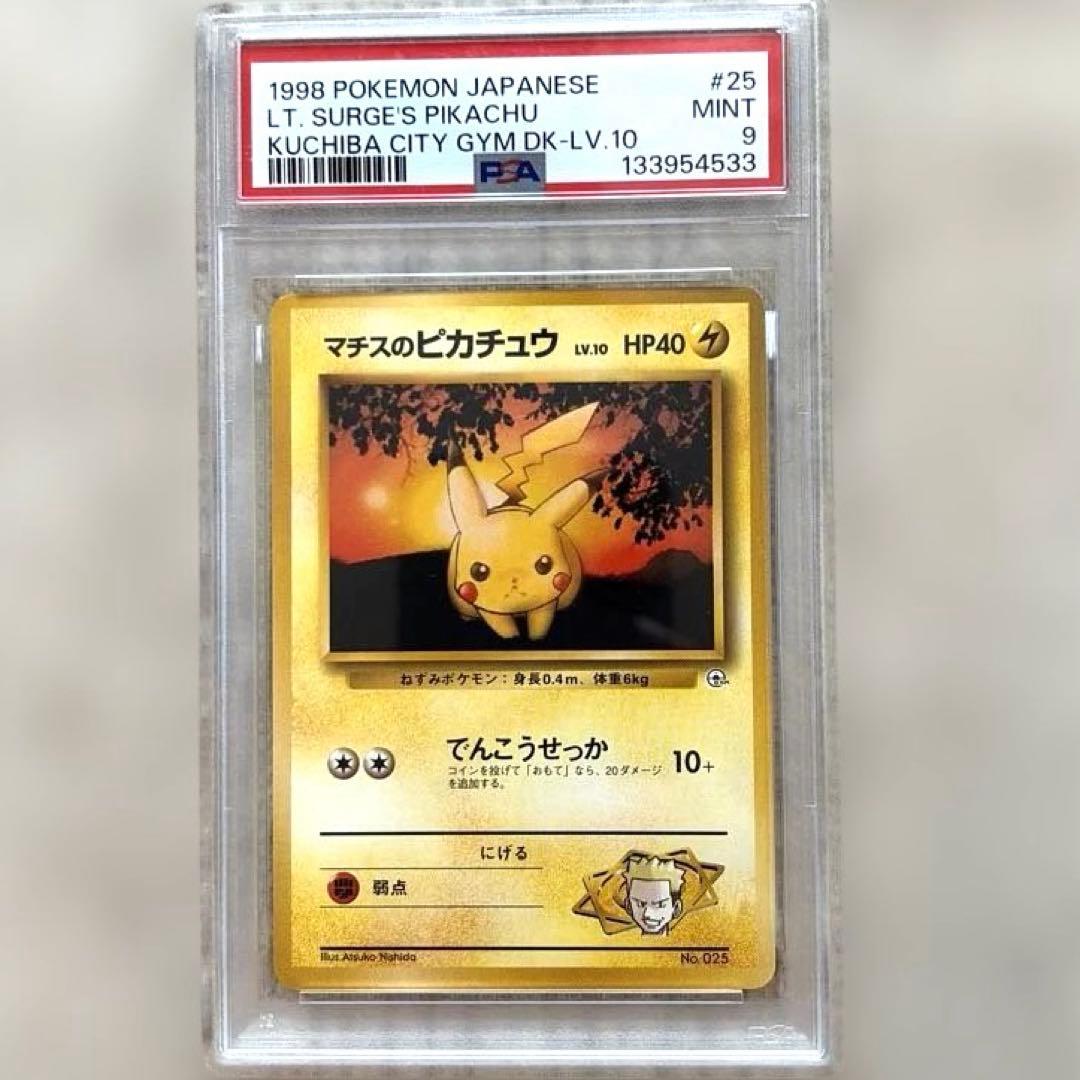 1998 POKEMON JAPANESE #25
LT. SURGE'S PIKACHU MINT
KUCHIBA CITY GYM DK-LV.10 9
PSA 133954533
マチスのピカチュウ LV.10 HP40
ねずみポケモン：身長0.4m、体重6kg
でんこうせっか 10+
コインを投げて「おもて」なら、20ダメージ
を追加する。
にげる
弱点
Illus. Atsuko Nishida No. 025